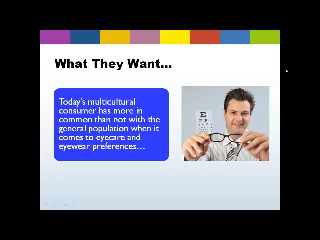 What They Want...
Today's multicultural
consumer has more in
common than not with the
general population when it
comes to eyecare and
eyewear preferences...
E